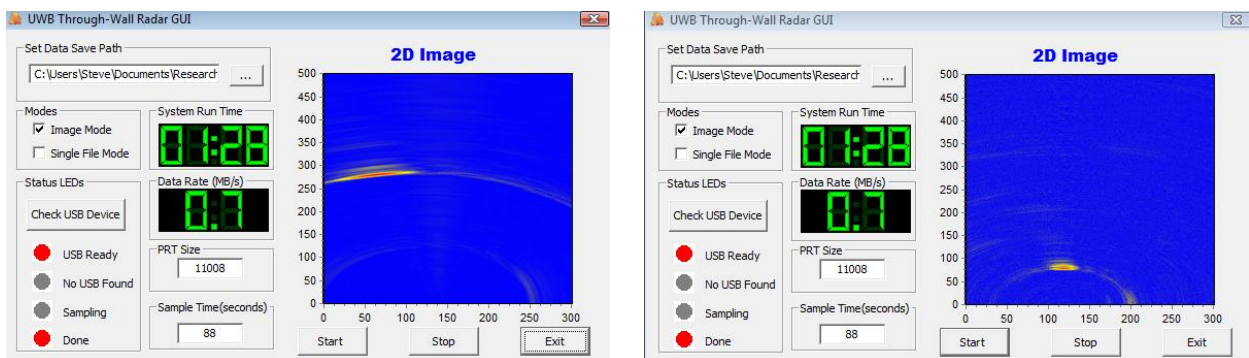 UWB Through-Wall Radar GUI
Set Data Save Path
C:\Users\Steve\Documents\Research
...
Modes
Image Mode
Single File Mode
System Run Time
01:28
Status LEDs
Check USB Device
USB Ready
No USB Found
Sampling
Done
Data Rate (MB/s)
0.7
PRT Size
11008
Sample Time(seconds)
88
2D Image
500
450
400
350
300
250
200
150
100
50
0
0 50 100 150 200 250 300
Start Stop Exit
UWB Through-Wall Radar GUI
Set Data Save Path
C:\Users\Steve\Documents\Research
...
Modes
Image Mode
Single File Mode
System Run Time
01:28
Status LEDs
Check USB Device
USB Ready
No USB Found
Sampling
Done
Data Rate (MB/s)
0.7
PRT Size
11008
Sample Time(seconds)
88
2D Image
500
450
400
350
300
250
200
150
100
50
0
0 50 100 150 200 250 300
Start Stop Exit